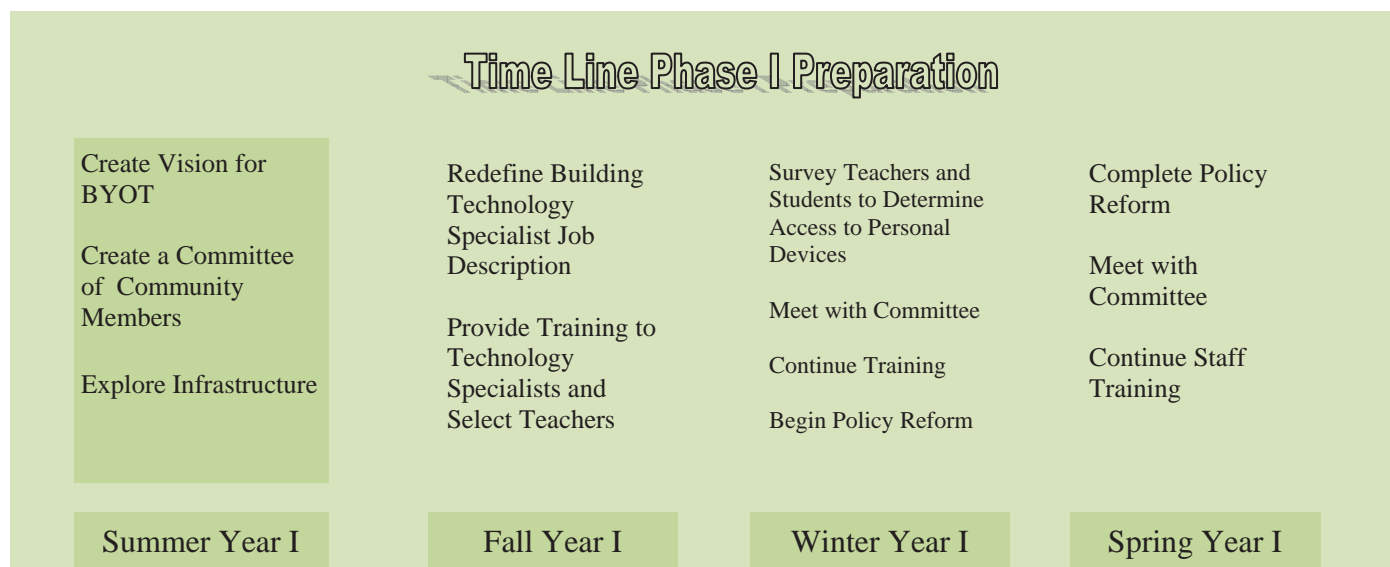 Time Line Phase I Preparation
Create Vision for
BYOT
Create a Committee
of Community
Members
Explore Infrastructure
Redefine Building
Technology
Specialist Job
Description
Provide Training to
Technology
Specialists and
Select Teachers
Survey Teachers and
Students to Determine
Access to Personal
Devices
Meet with Committee
Continue Training
Begin Policy Reform
Complete Policy
Reform
Meet with
Committee
Continue Staff
Training
Summer Year I
Fall Year I
Winter Year I
Spring Year I